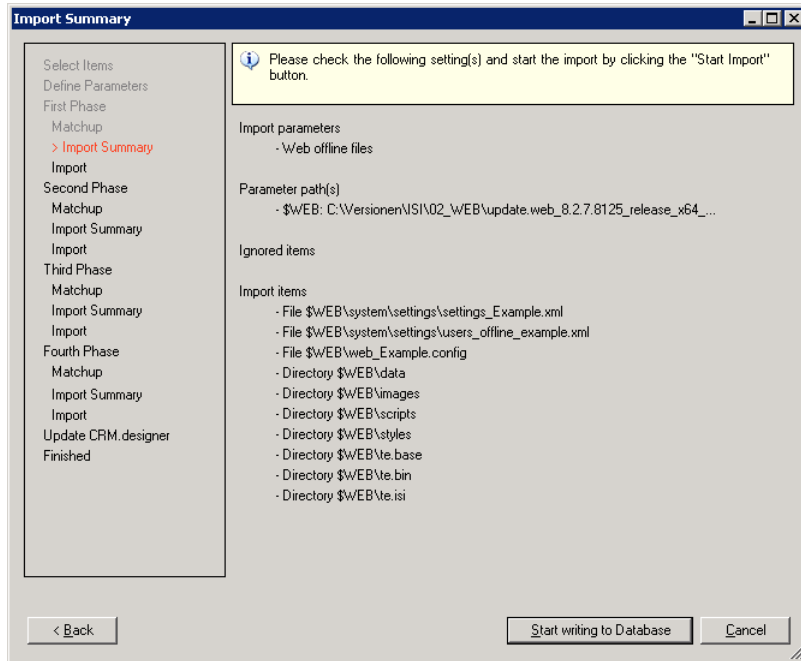 Import Summary
Select Items
Define Parameters
First Phase
Matchup
> Import Summary
Import
Second Phase
Matchup
Import Summary
Import
Third Phase
Matchup
Import Summary
Import
Fourth Phase
Matchup
Import Summary
Import
Update CRM.designer
Finished
Please check the following setting(s) and start the import by clicking the "Start Import"
button.
Import parameters
- Web offline files
Parameter path(s)
- $WEB: C:\Versionen\ISI\02_WEB\update.web_8.2.7.8125_release_x64_...
Ignored items
Import items
- File $WEB\system\settings\settings_Example.xml
- File $WEB\system\settings\users_offline_example.xml
- File $WEB\web_Example.config
- Directory $WEB\data
- Directory $WEB\images
- Directory $WEB\scripts
- Directory $WEB\styles
- Directory $WEB\te.base
- Directory $WEB\te.bin
- Directory $WEB\te.isi
< Back
Start writing to Database
Cancel